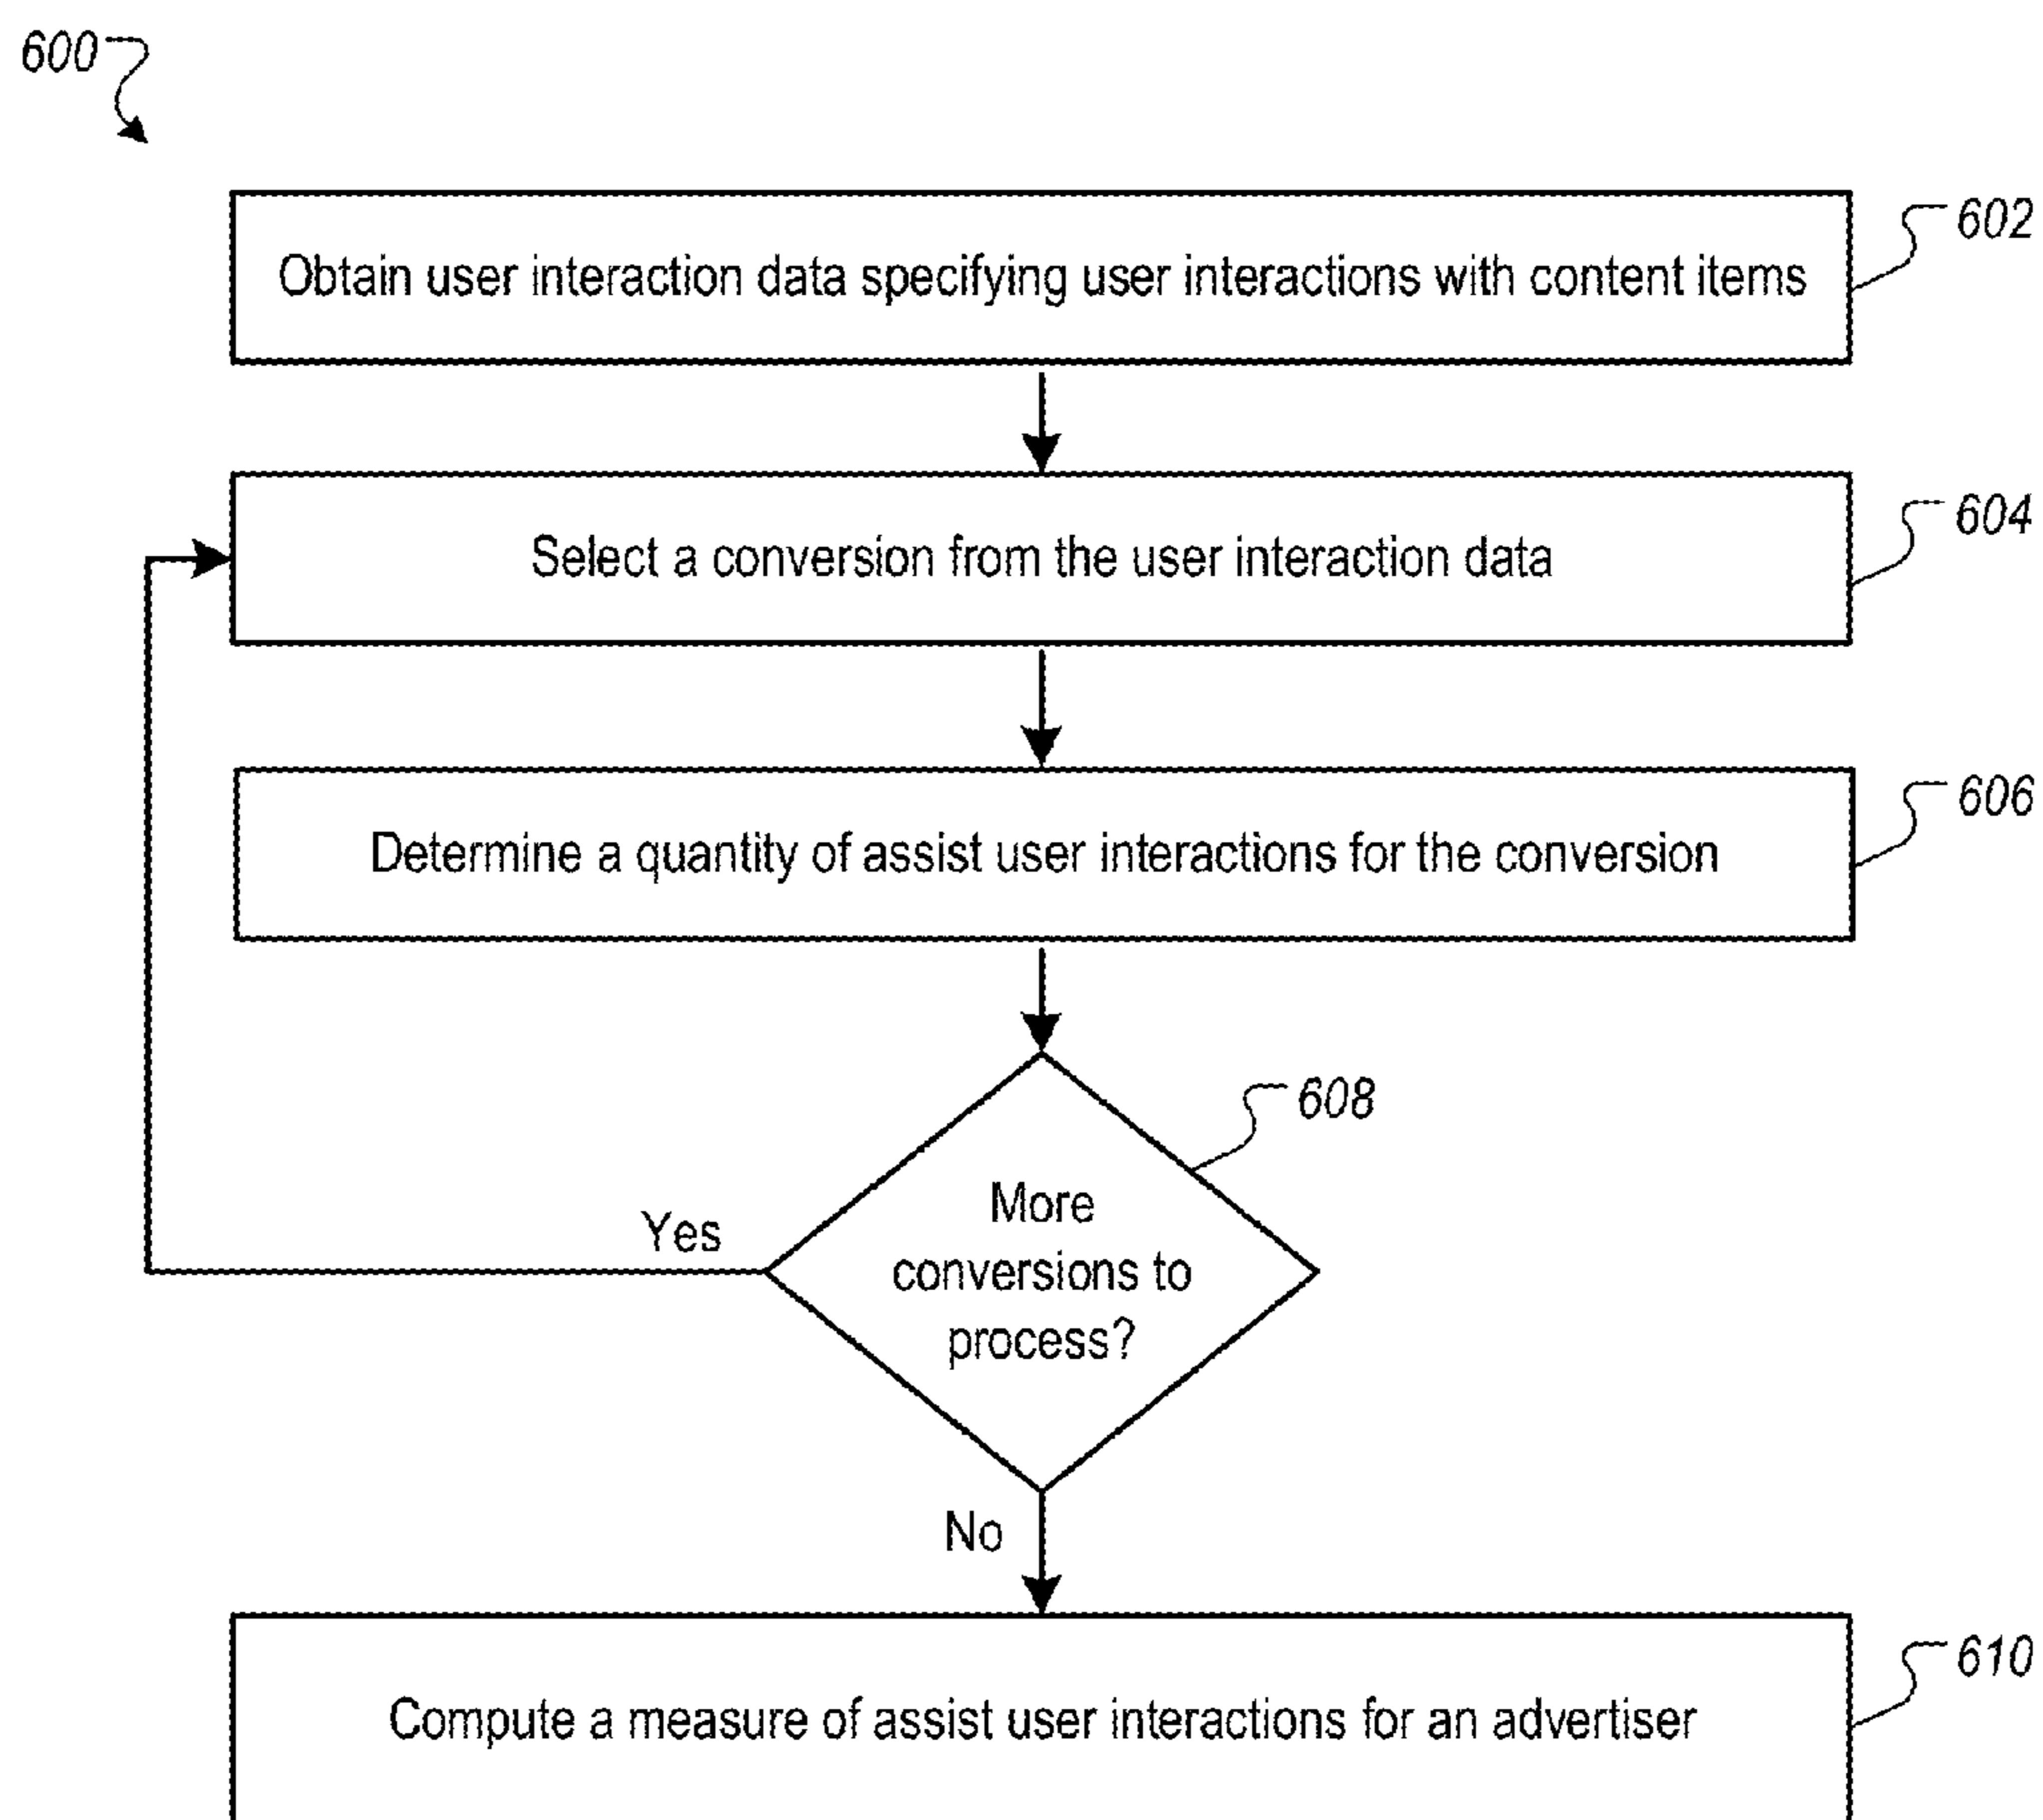 600
602
Obtain user interaction data specifying user interactions with content items
604
Select a conversion from the user interaction data
606
Determine a quantity of assist user interactions for the conversion
608
More
conversions to
process?
Yes
No
610
Compute a measure of assist user interactions for an advertiser